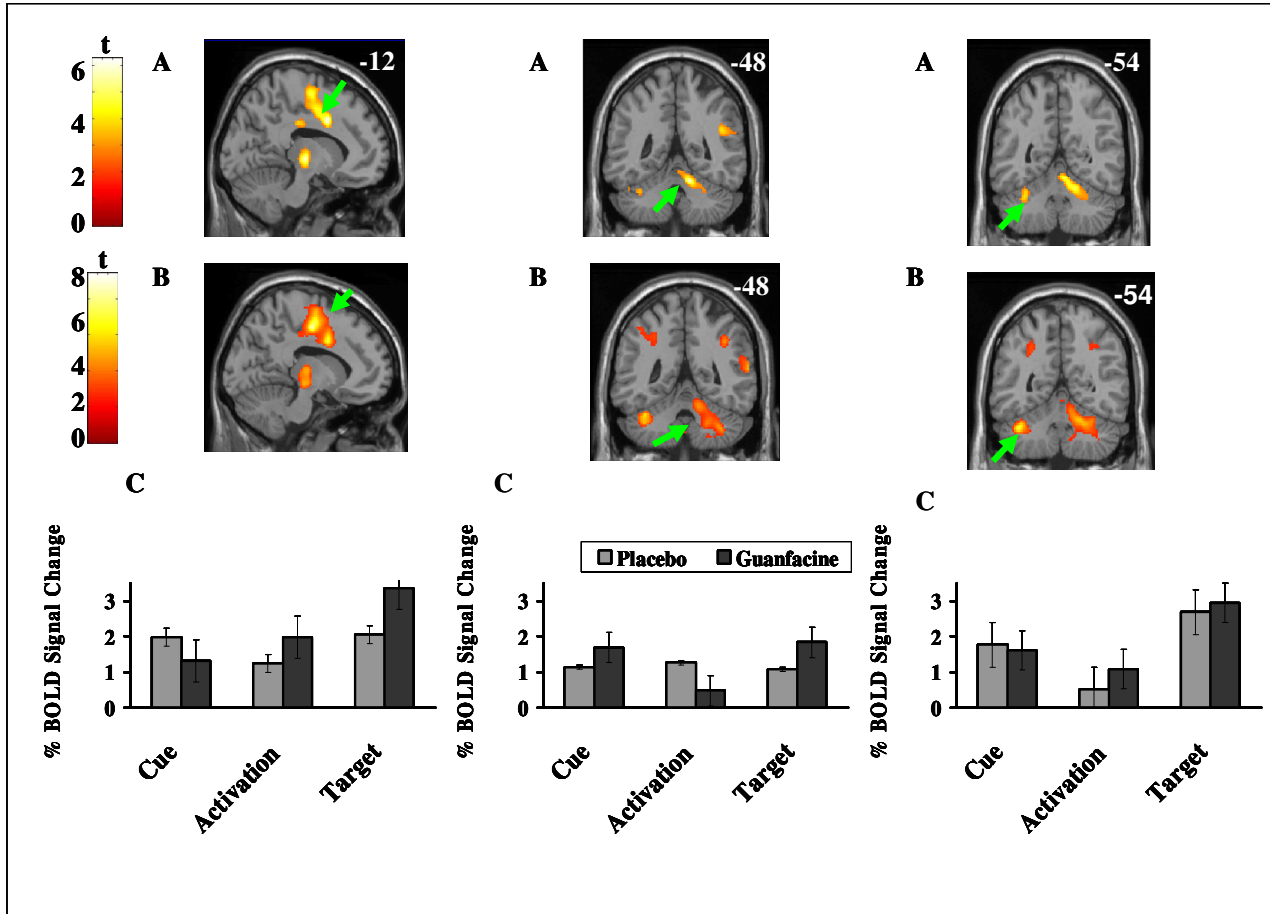 t
6
4
2
0
A
-12
A
-48
A
-54
t
8
6
4
2
0
B
B
-48
B
-54
C
C
C
% BOLD Signal Change
3
2
1
0
Cue
Activation
Target
Placebo Guanfacine
% BOLD Signal Change
3
2
1
0
Cue
Activation
Target
% BOLD Signal Change
3
2
1
0
Cue
Activation
Target